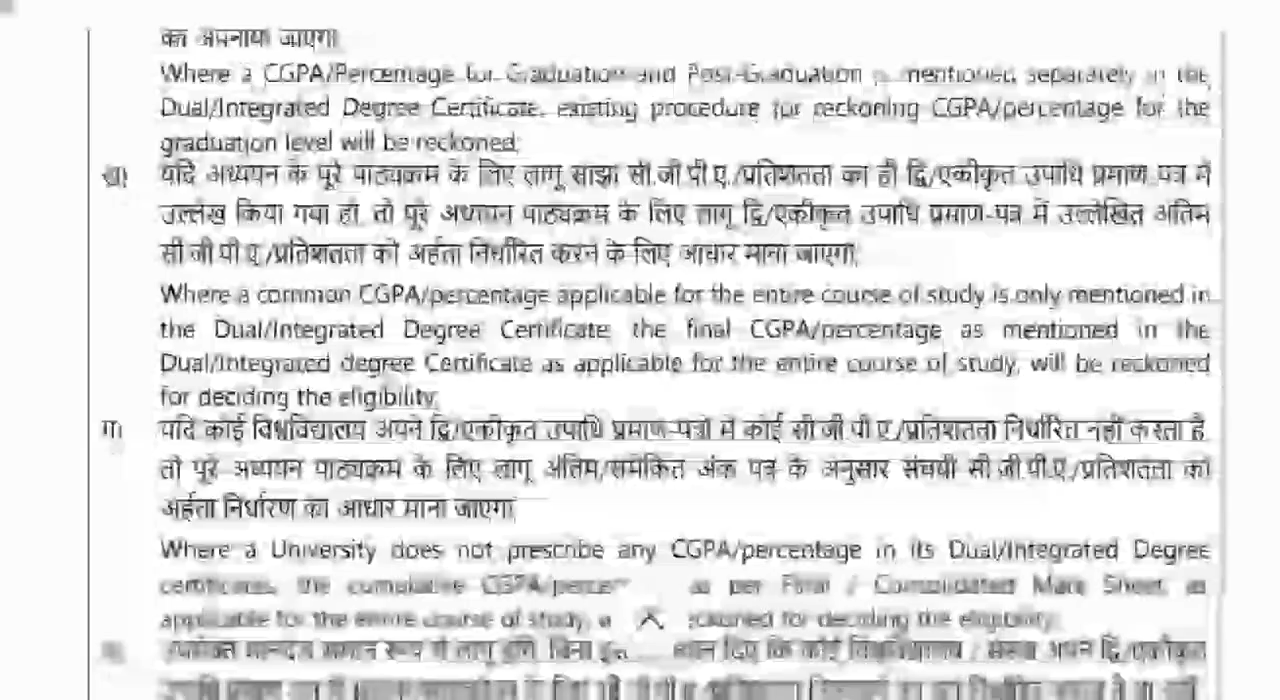 का अपनाया जाएगा
Where a CGPA/Percentage for Graduation and Post-Graduation is mentioned separately in the
Dual/Integrated Degree Certificate, existing procedure for reckoning CGPA/percentage for the
graduation level will be reckoned;
ख) यदि अध्ययन के पूरे पाठ्यक्रम के लिए लागू साझा सी.जी.पी.ए./प्रतिशतता का ही द्वि/एकीकृत उपाधि प्रमाण-पत्र में
उल्लेख किया गया हो, तो पूरे अध्ययन पाठ्यक्रम के लिए लागू द्वि/एकीकृत उपाधि प्रमाण-पत्र में उल्लेखित अंतिम
सी.जी.पी.ए./प्रतिशतता को अर्हता निर्धारित करने के लिए आधार माना जाएगा;
Where a common CGPA/percentage applicable for the entire course of study is only mentioned in
the Dual/Integrated Degree Certificate, the final CGPA/percentage as mentioned in the
Dual/Integrated degree Certificate as applicable for the entire course of study, will be reckoned
for deciding the eligibility;
ग) यदि कोई विश्वविद्यालय अपने द्वि/एकीकृत उपाधि प्रमाण-पत्रों में कोई सी.जी.पी.ए./प्रतिशतता निर्धारित नहीं करता है,
तो पूरे अध्ययन पाठ्यक्रम के लिए लागू अंतिम/समेकित अंक पत्र के अनुसार संचयी सी.जी.पी.ए./प्रतिशतता को
अर्हता निर्धारण का आधार माना जाएगा;
Where a University does not prescribe any CGPA/percentage in its Dual/Integrated Degree
certificates, the cumulative as per Final / Consolidated Mark Sheet, as
applicable for the entire course of study, for deciding the eligibility;
उपरोक्त मानदंड समान रूप से लागू होंगे, बिना दिए कि कोई विश्वविद्यालय / संस्था अपने द्वि/एकीकृत